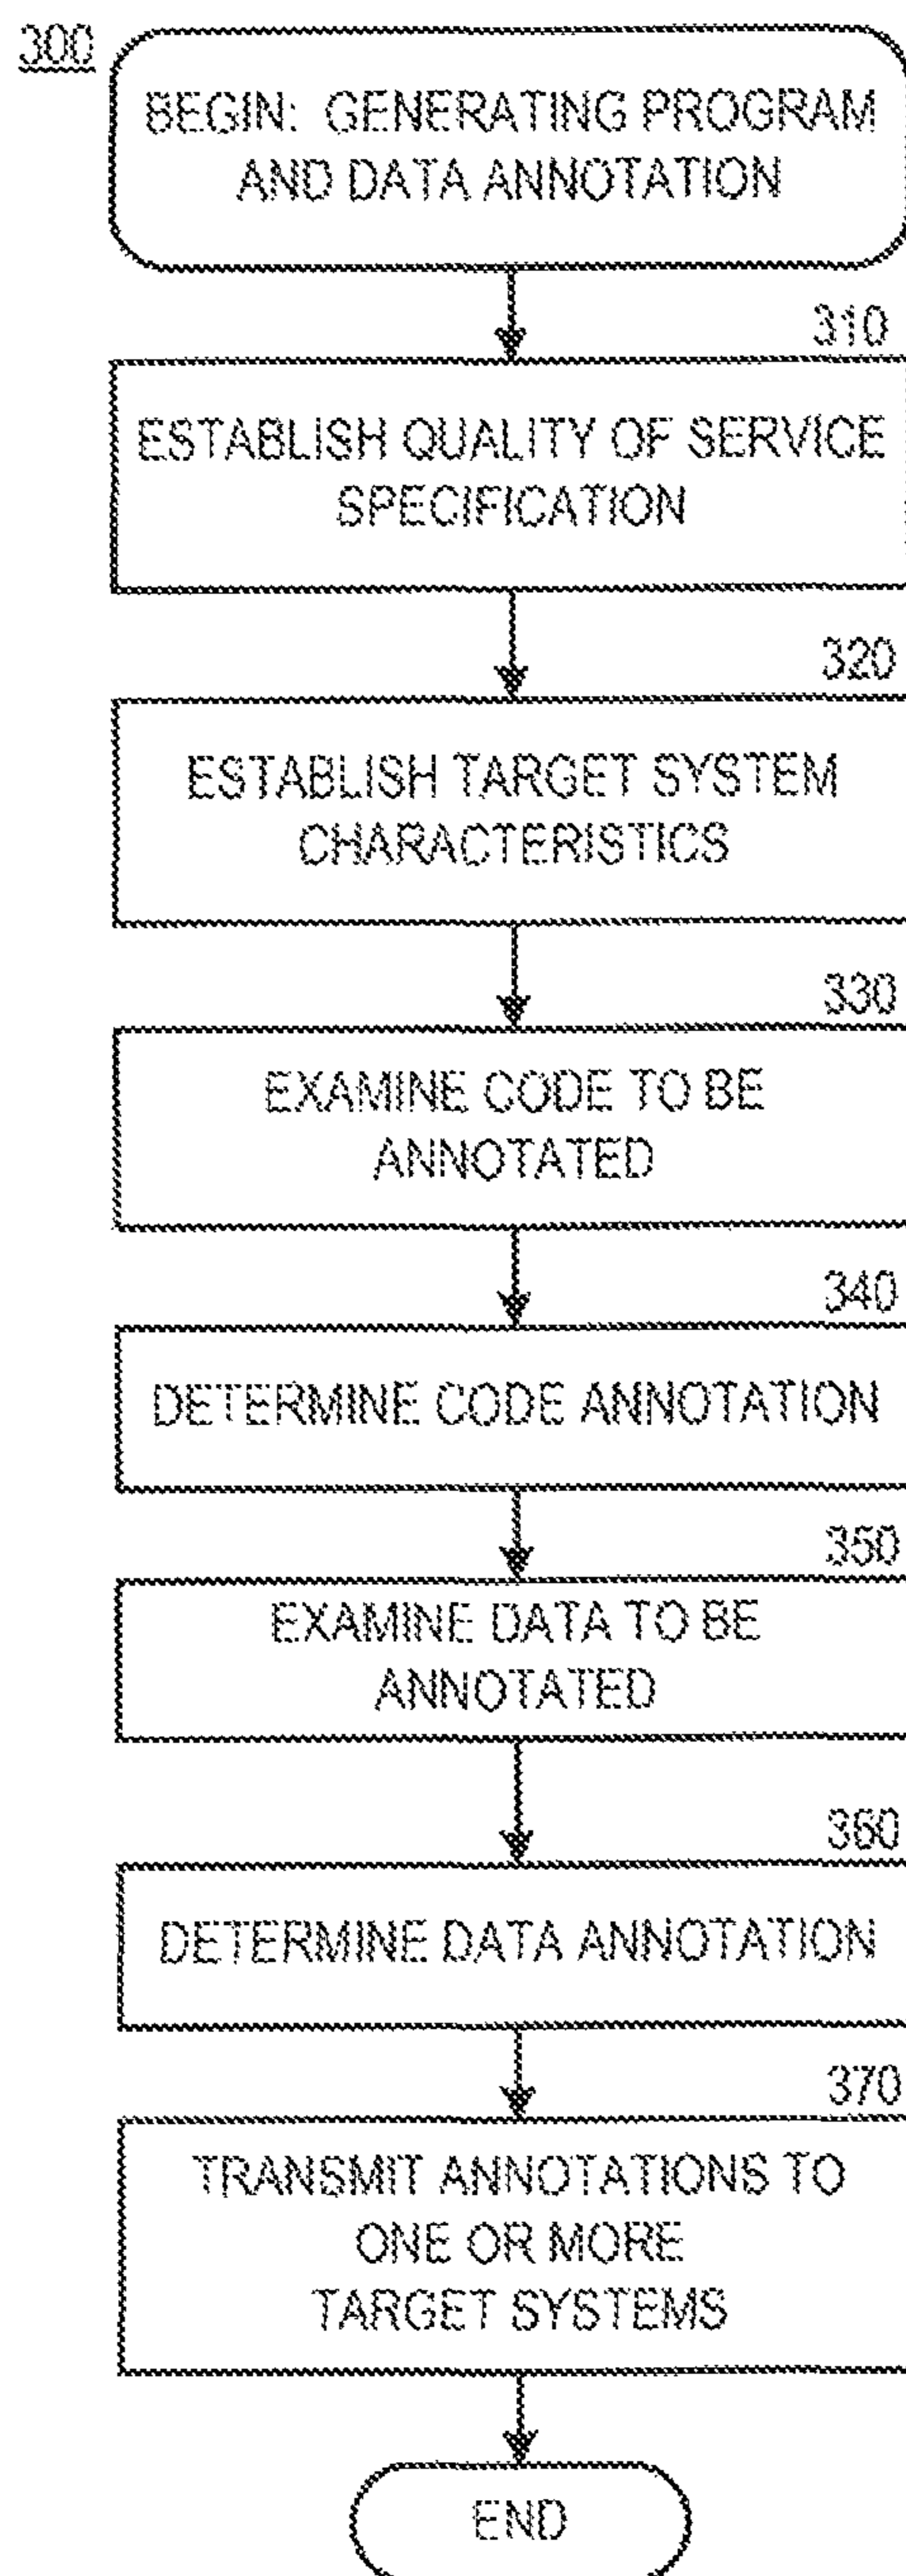 300
BEGIN: GENERATING PROGRAM
AND DATA ANNOTATION
310
ESTABLISH QUALITY OF SERVICE
SPECIFICATION
320
ESTABLISH TARGET SYSTEM
CHARACTERISTICS
330
EXAMINE CODE TO BE
ANNOTATED
340
DETERMINE CODE ANNOTATION
350
EXAMINE DATA TO BE
ANNOTATED
360
DETERMINE DATA ANNOTATION
370
TRANSMIT ANNOTATIONS TO
ONE OR MORE
TARGET SYSTEMS
END